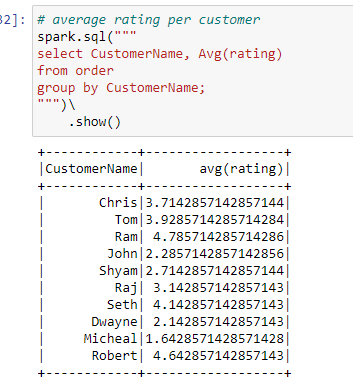 32]: # average rating per customer
spark.sql("""
select CustomerName, Avg(rating)
from order
group by CustomerName;
""")\
    .show()
+------------+------------------+
|CustomerName|       avg(rating)|
+------------+------------------+
|       Chris|3.7142857142857144|
|         Tom|3.9285714285714284|
|         Ram| 4.785714285714286|
|        John|2.2857142857142856|
|       Shyam|2.7142857142857144|
|         Raj| 3.142857142857143|
|        Seth| 4.142857142857143|
|      Dwayne| 2.142857142857143|
|     Micheal|1.6428571428571428|
|      Robert| 4.642857142857143|
+------------+------------------+